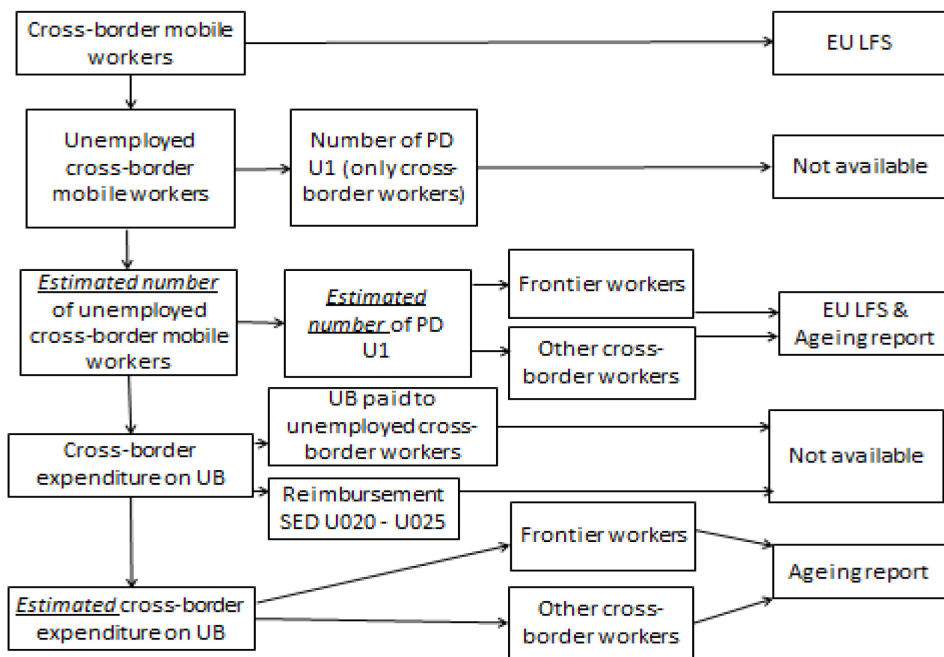 Cross-border mobile
workers
EU LFS
Unemployed
cross-border
mobile workers
Number of PD
U1 (only cross-
border workers)
Not available
Estimated number
of unemployed
cross-border mobile
workers
Estimated
number of PD
U1
Frontier workers
Other cross-
border workers
EU LFS &
Ageing report
Cross-border
expenditure on UB
UB paid to
unemployed cross-
border workers
Reimbursement
SED U020 - U025
Not available
Estimated cross-border
expenditure on UB
Frontier workers
Other cross-
border workers
Ageing report